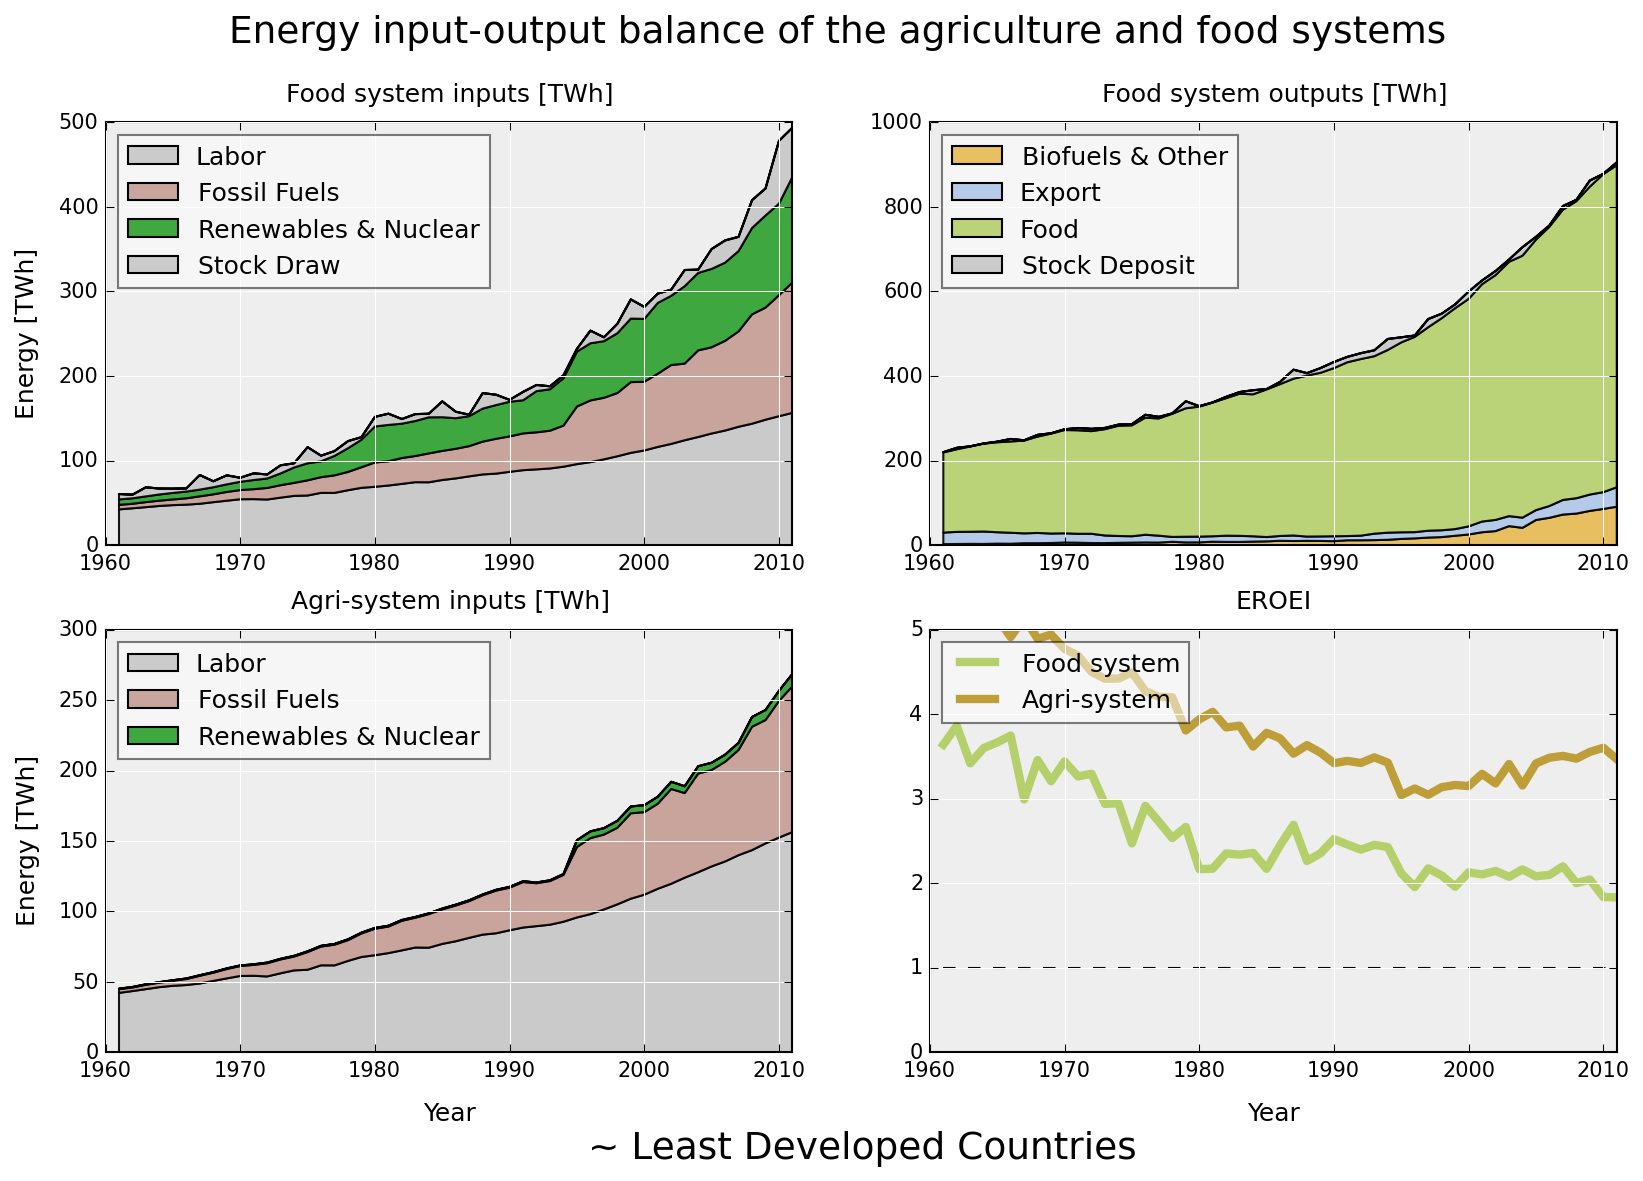 Energy input-output balance of the agriculture and food systems
Food system inputs [TWh]
Energy [TWh]
500
400
300
200
100
0
Labor
Fossil Fuels
Renewables & Nuclear
Stock Draw
1960 1970 1980 1990 2000 2010
Food system outputs [TWh]
1000
800
600
400
200
0
Biofuels & Other
Export
Food
Stock Deposit
1960 1970 1980 1990 2000 2010
Agri-system inputs [TWh]
Energy [TWh]
300
250
200
150
100
50
0
Labor
Fossil Fuels
Renewables & Nuclear
1960 1970 1980 1990 2000 2010
Year
EROEI
5
4
3
2
1
0
Food system
Agri-system
1960 1970 1980 1990 2000 2010
Year
~ Least Developed Countries